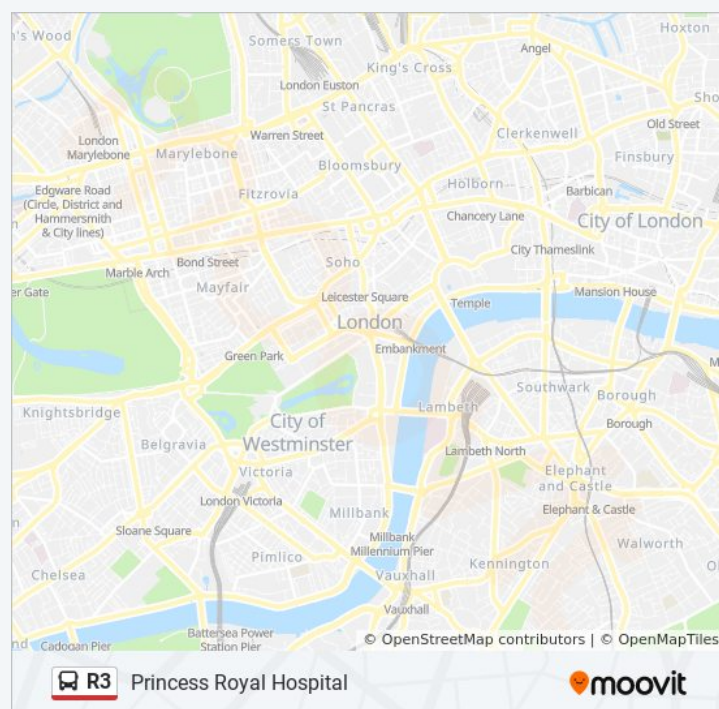 Hoxton
n's Wood
Somers Town
Angel
King's Cross
London Euston
St Pancras
Sho
Old Street
Warren Street
Clerkenwell
London
Marylebone
Marylebone
Finsbury
Bloomsbury
Holborn
Barbican
Edgware Road
(Circle, District and
Hammersmith
& City lines)
Fitzrovia
Chancery Lane
City of London
City Thameslink
Bond Street
Soho
Marble Arch
Mayfair
er Gate
Leicester Square
Temple
Mansion House
London
Embankment
Green Park
M
Southwark
Borough
Lambeth
Knightsbridge
City of
Westminster
Borough
Belgravia
Lambeth North
Victoria
Elephant
and Castle
London Victoria
Elephant & Castle
Millbank
Sloane Square
Millbank
Millennium Pier
Walworth
Pimlico
Kennington
Ol
Chelsea
Vauxhall
Vauxhall
Battersea Power
Station Pier
nd
Cadogan Pier
© OpenStreetMap contributors | © OpenMapTiles
R3 Princess Royal Hospital
moovit